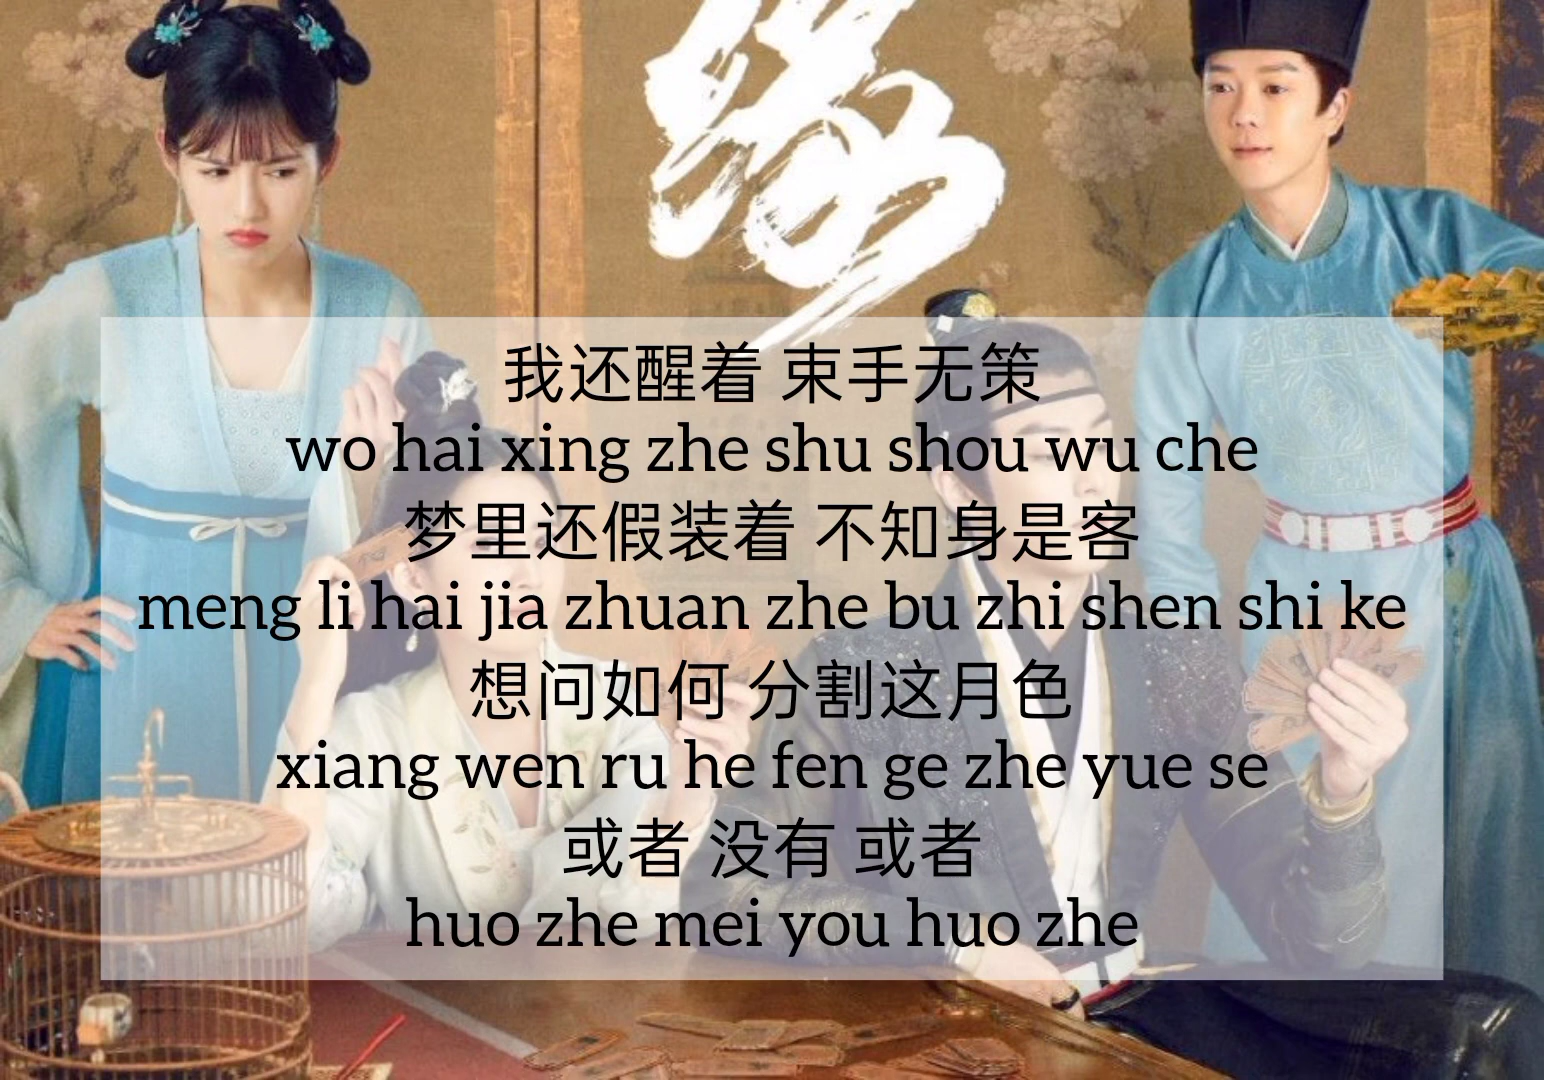 缘
我还醒着 束手无策
wo hai xing zhe shu shou wu che
梦里还假装着 不知身是客
meng li hai jia zhuan zhe bu zhi shen shi ke
想问如何 分割这月色
xiang wen ru he fen ge zhe yue se
或者 没有 或者
huo zhe mei you huo zhe